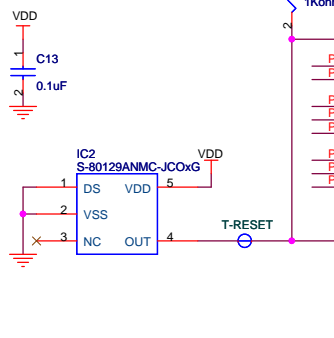 1Kohm
VDD
2
1
C13
0.1uF
2
IC2
S-80129ANMC-JCOxG
VDD
1 DS VDD 5
2 VSS
3 NC OUT 4
T-RESET